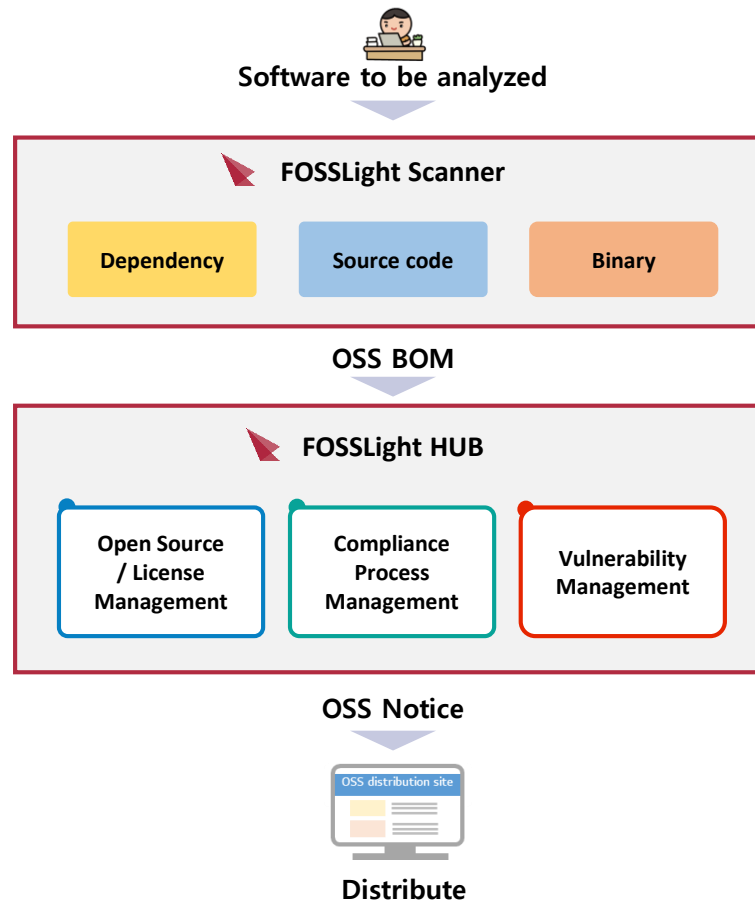 Software to be analyzed
FOSSLight Scanner
Dependency
Source code
Binary
OSS BOM
FOSSLight HUB
Open Source
/ License
Management
Compliance
Process
Management
Vulnerability
Management
OSS Notice
OSS distribution site
Distribute